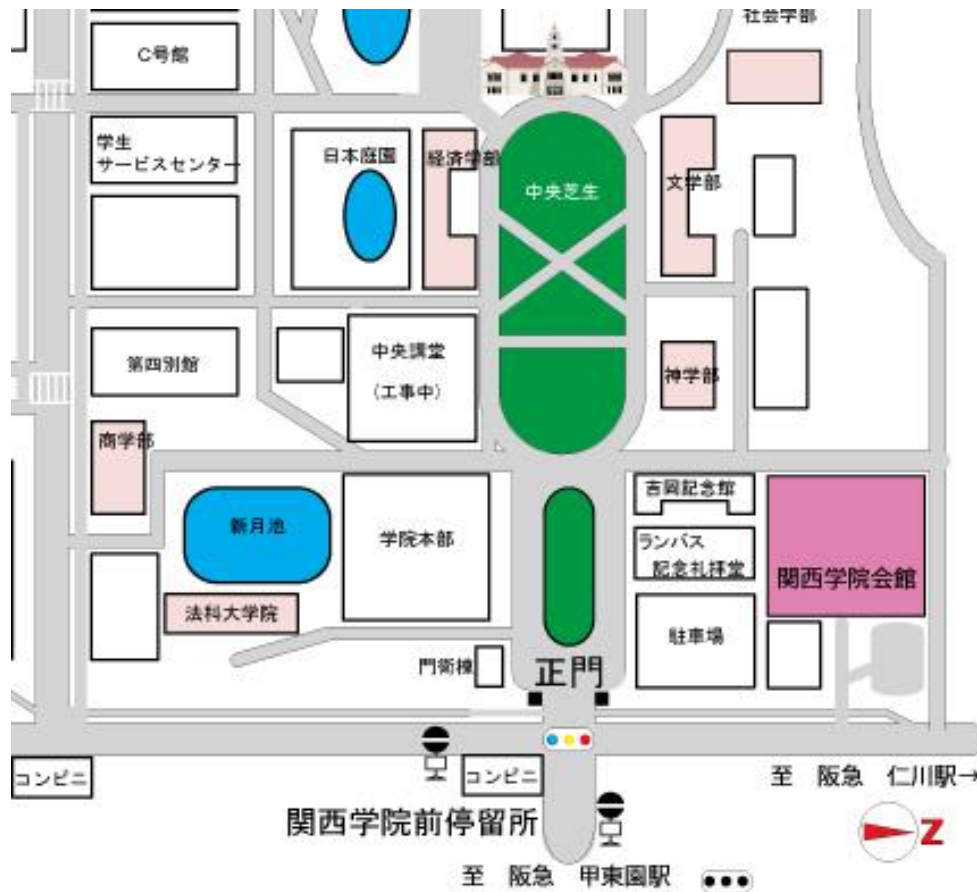 社会学部
C号館
学生
サービスセンター
日本庭園
経済学部
中央芝生
文学部
第四別館
中央講堂
(工事中)
神学部
商学部
新月池
学院本部
吉岡記念館
ランバス
記念礼拝堂
関西学院会館
法科大学院
駐車場
門衛棟
正門
コンビニ
コンビニ
至 阪急 仁川駅→
関西学院前停留所
Z
至 阪急 甲東園駅